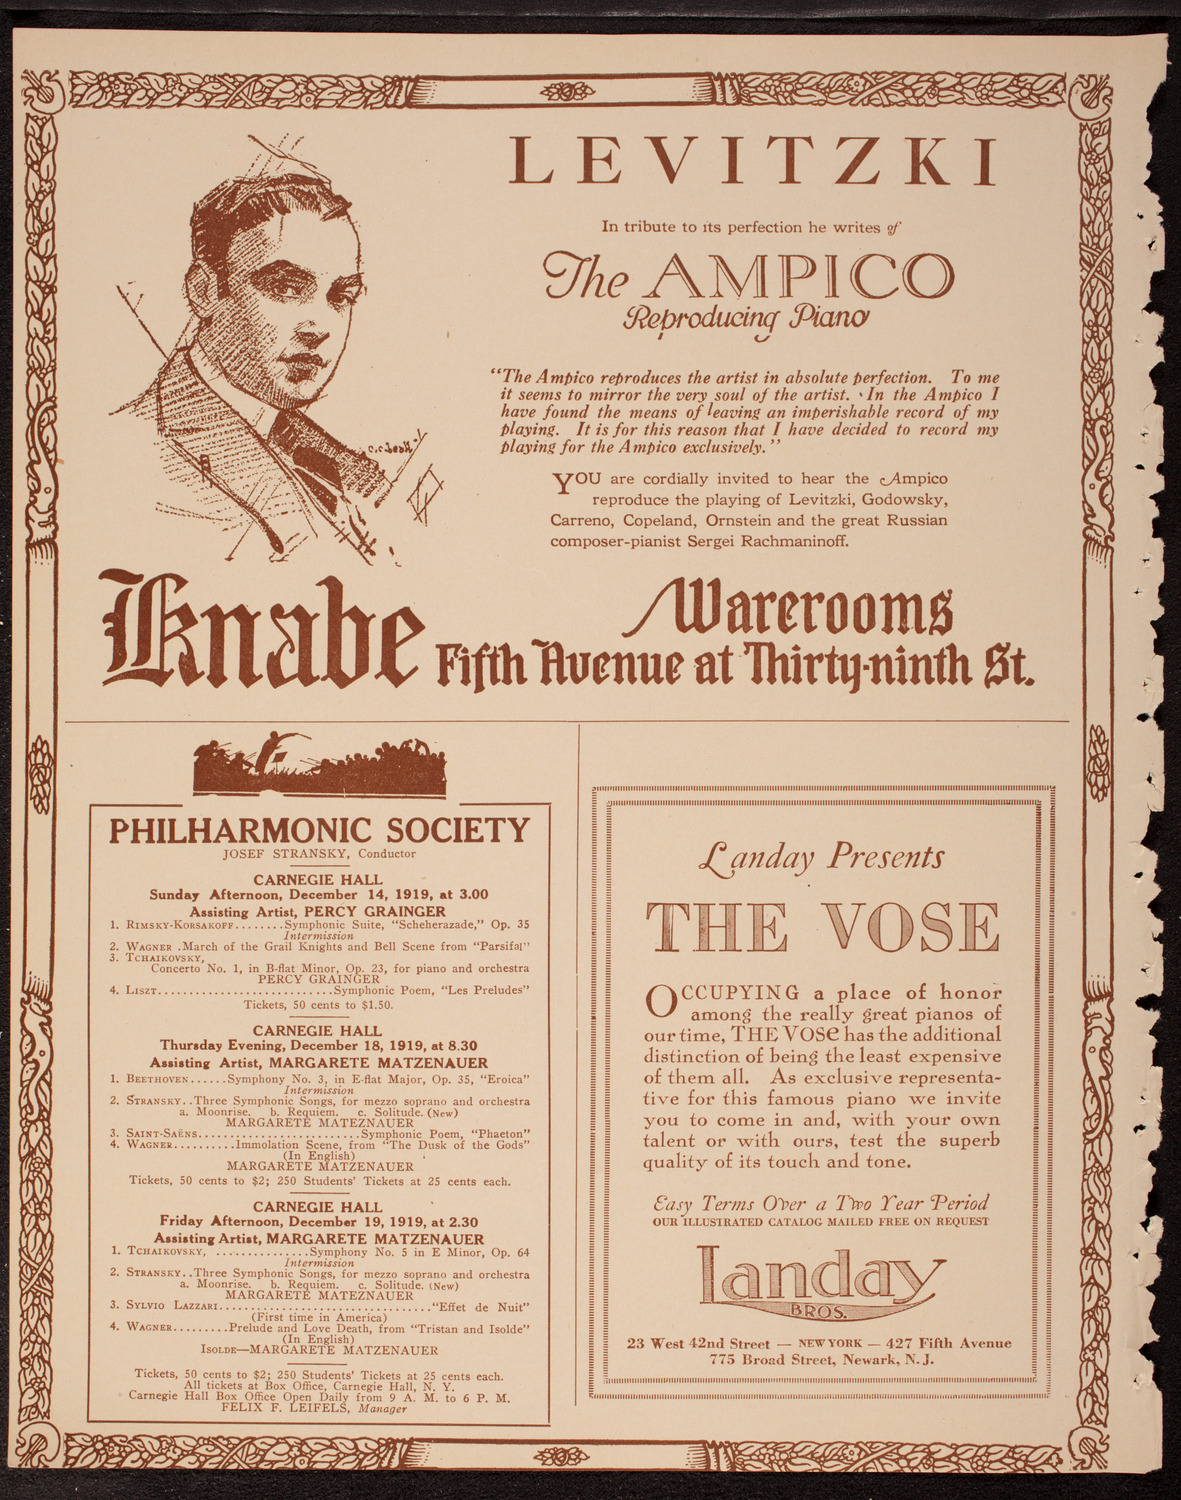 LEVITZKI
In tribute to its perfection he writes of
The AMPICO
Reproducing Piano
"The Ampico reproduces the artist in absolute perfection. To me
it seems to mirror the very soul of the artist. In the Ampico I
have found the means of leaving an imperishable record of my
playing. It is for this reason that I have decided to record my
playing for the Ampico exclusively."
YOU are cordially invited to hear the Ampico
reproduce the playing of Levitzki, Godowsky,
Carreno, Copeland, Ornstein and the great Russian
composer-pianist Sergei Rachmaninoff.
Knabe Warerooms
Fifth Avenue at Thirty-ninth St.
PHILHARMONIC SOCIETY
JOSEF STRANSKY, Conductor
CARNEGIE HALL
Sunday Afternoon, December 14, 1919, at 3.00
Assisting Artist, PERCY GRAINGER
1. RIMSKY-KORSAKOFF........Symphonic Suite, "Scheherazade," Op. 35
Intermission
2. WAGNER .March of the Grail Knights and Bell Scene from "Parsifal"
3. TCHAIKOVSKY,
Concerto No. 1, in B-flat Minor, Op. 23, for piano and orchestra
PERCY GRAINGER
4. LISZT............................Symphonic Poem, "Les Preludes"
Tickets, 50 cents to $1.50.
CARNEGIE HALL
Thursday Evening, December 18, 1919, at 8.30
Assisting Artist, MARGARETE MATZENAUER
1. BEETHOVEN......Symphony No. 3, in E-flat Major, Op. 35, "Eroica"
Intermission
2. STRANSKY..Three Symphonic Songs, for mezzo soprano and orchestra
a. Moonrise. b. Requiem. c. Solitude. (New)
MARGARETE MATEZNAUER
3. SAINT-SAËNS..........................Symphonic Poem, "Phaeton"
4. WAGNER..........Immolation Scene, from "The Dusk of the Gods"
(In English)
MARGARETE MATZENAUER
Tickets, 50 cents to $2; 250 Students' Tickets at 25 cents each.
CARNEGIE HALL
Friday Afternoon, December 19, 1919, at 2.30
Assisting Artist, MARGARETE MATZENAUER
1. TCHAIKOVSKY, ...............Symphony No. 5 in E Minor, Op. 64
Intermission
2. STRANSKY..Three Symphonic Songs, for mezzo soprano and orchestra
a. Moonrise. b. Requiem. c. Solitude. (New)
MARGARETE MATZENAUER
3. SYLVIO LAZZARI.................................."Effet de Nuit"
(First time in America)
4. WAGNER.........Prelude and Love Death, from "Tristan and Isolde"
(In English)
ISOLDE—MARGARETE MATZENAUER
Tickets, 50 cents to $2; 250 Students' Tickets at 25 cents each.
All tickets at Box Office, Carnegie Hall, N. Y.
Carnegie Hall Box Office Open Daily from 9 A. M. to 6 P. M.
FELIX F. LEIFELS, Manager
Landay Presents
THE VOSE
OCCUPYING a place of honor
among the really great pianos of
our time, THE VOSE has the additional
distinction of being the least expensive
of them all. As exclusive representa-
tive for this famous piano we invite
you to come in and, with your own
talent or with ours, test the superb
quality of its touch and tone.
Easy Terms Over a Two Year Period
OUR ILLUSTRATED CATALOG MAILED FREE ON REQUEST
Landay
BROS.
23 West 42nd Street — NEW YORK — 427 Fifth Avenue
775 Broad Street, Newark, N. J.